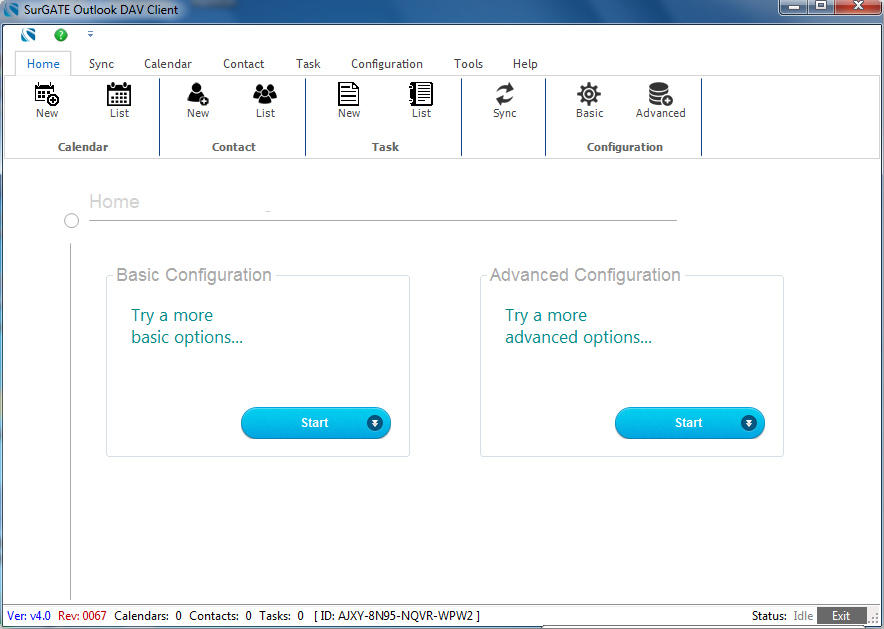 SurGATE Outlook DAV Client
Home Sync Calendar Contact Task Configuration Tools Help
New List New List New List Sync Basic Advanced
Calendar Contact Task Configuration
Home
Basic Configuration Advanced Configuration
Try a more Try a more
basic options... advanced options...
Start Start
Ver: v4.0 Rev: 0067 Calendars: 0 Contacts: 0 Tasks: 0 [ ID: AJXY-8N95-NQVR-WPW2 ] Status: Idle Exit